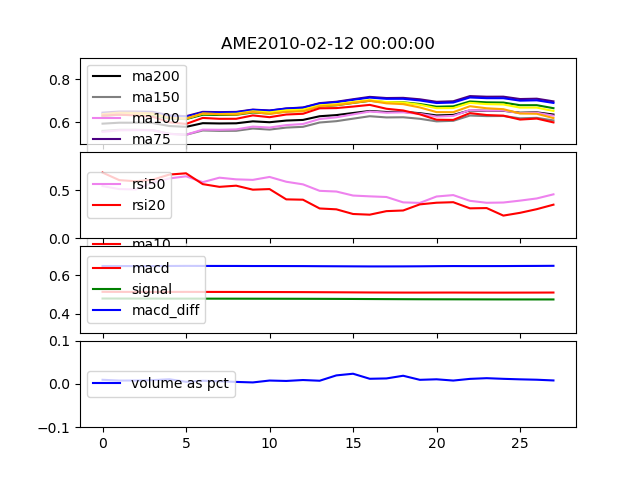 AME2010-02-12 00:00:00
0.8
0.6
ma200
ma150
ma100
ma75
0.5
0.0
rsi50
rsi20
ma10
0.6
0.4
macd
signal
macd_diff
0.1
0.0
−0.1
volume as pct
0 5 10 15 20 25